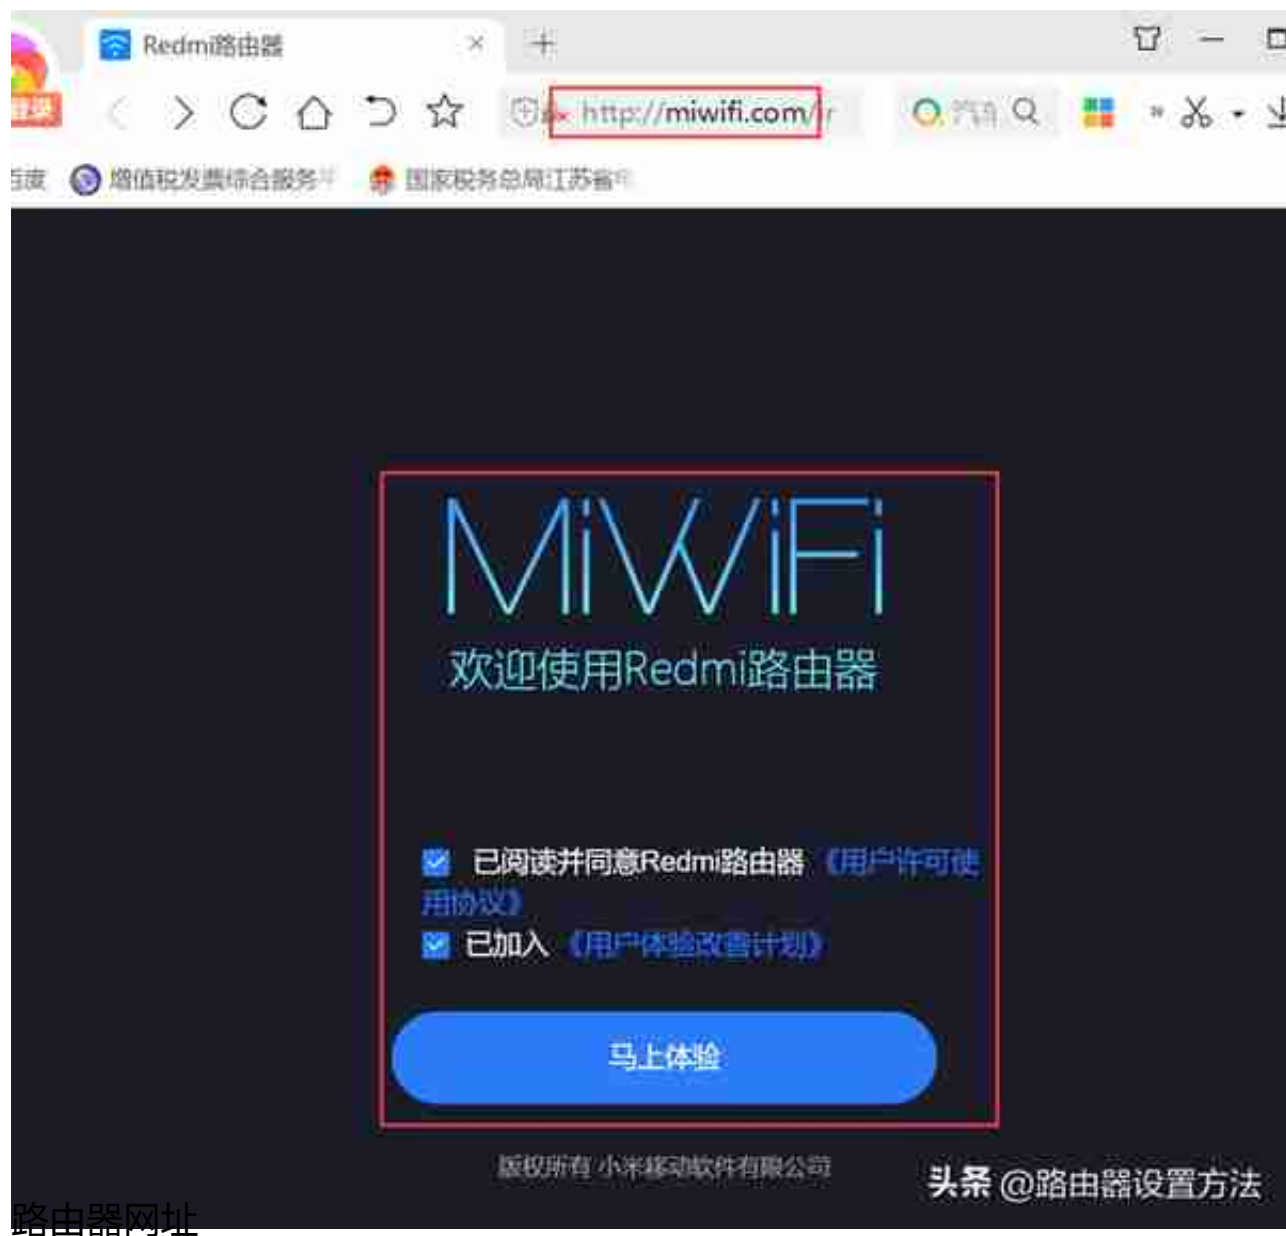 Redmi路由器
登录
http://miwifi.com/
百度 增值税发票综合服务 国家税务总局江苏省
MiWiFi
欢迎使用Redmi路由器
已阅读并同意Redmi路由器《用户许可使
用协议》
已加入《用户体验改善计划》
马上体验
版权所有 小米移动软件有限公司
头条 @路由器设置方法
路由器网址